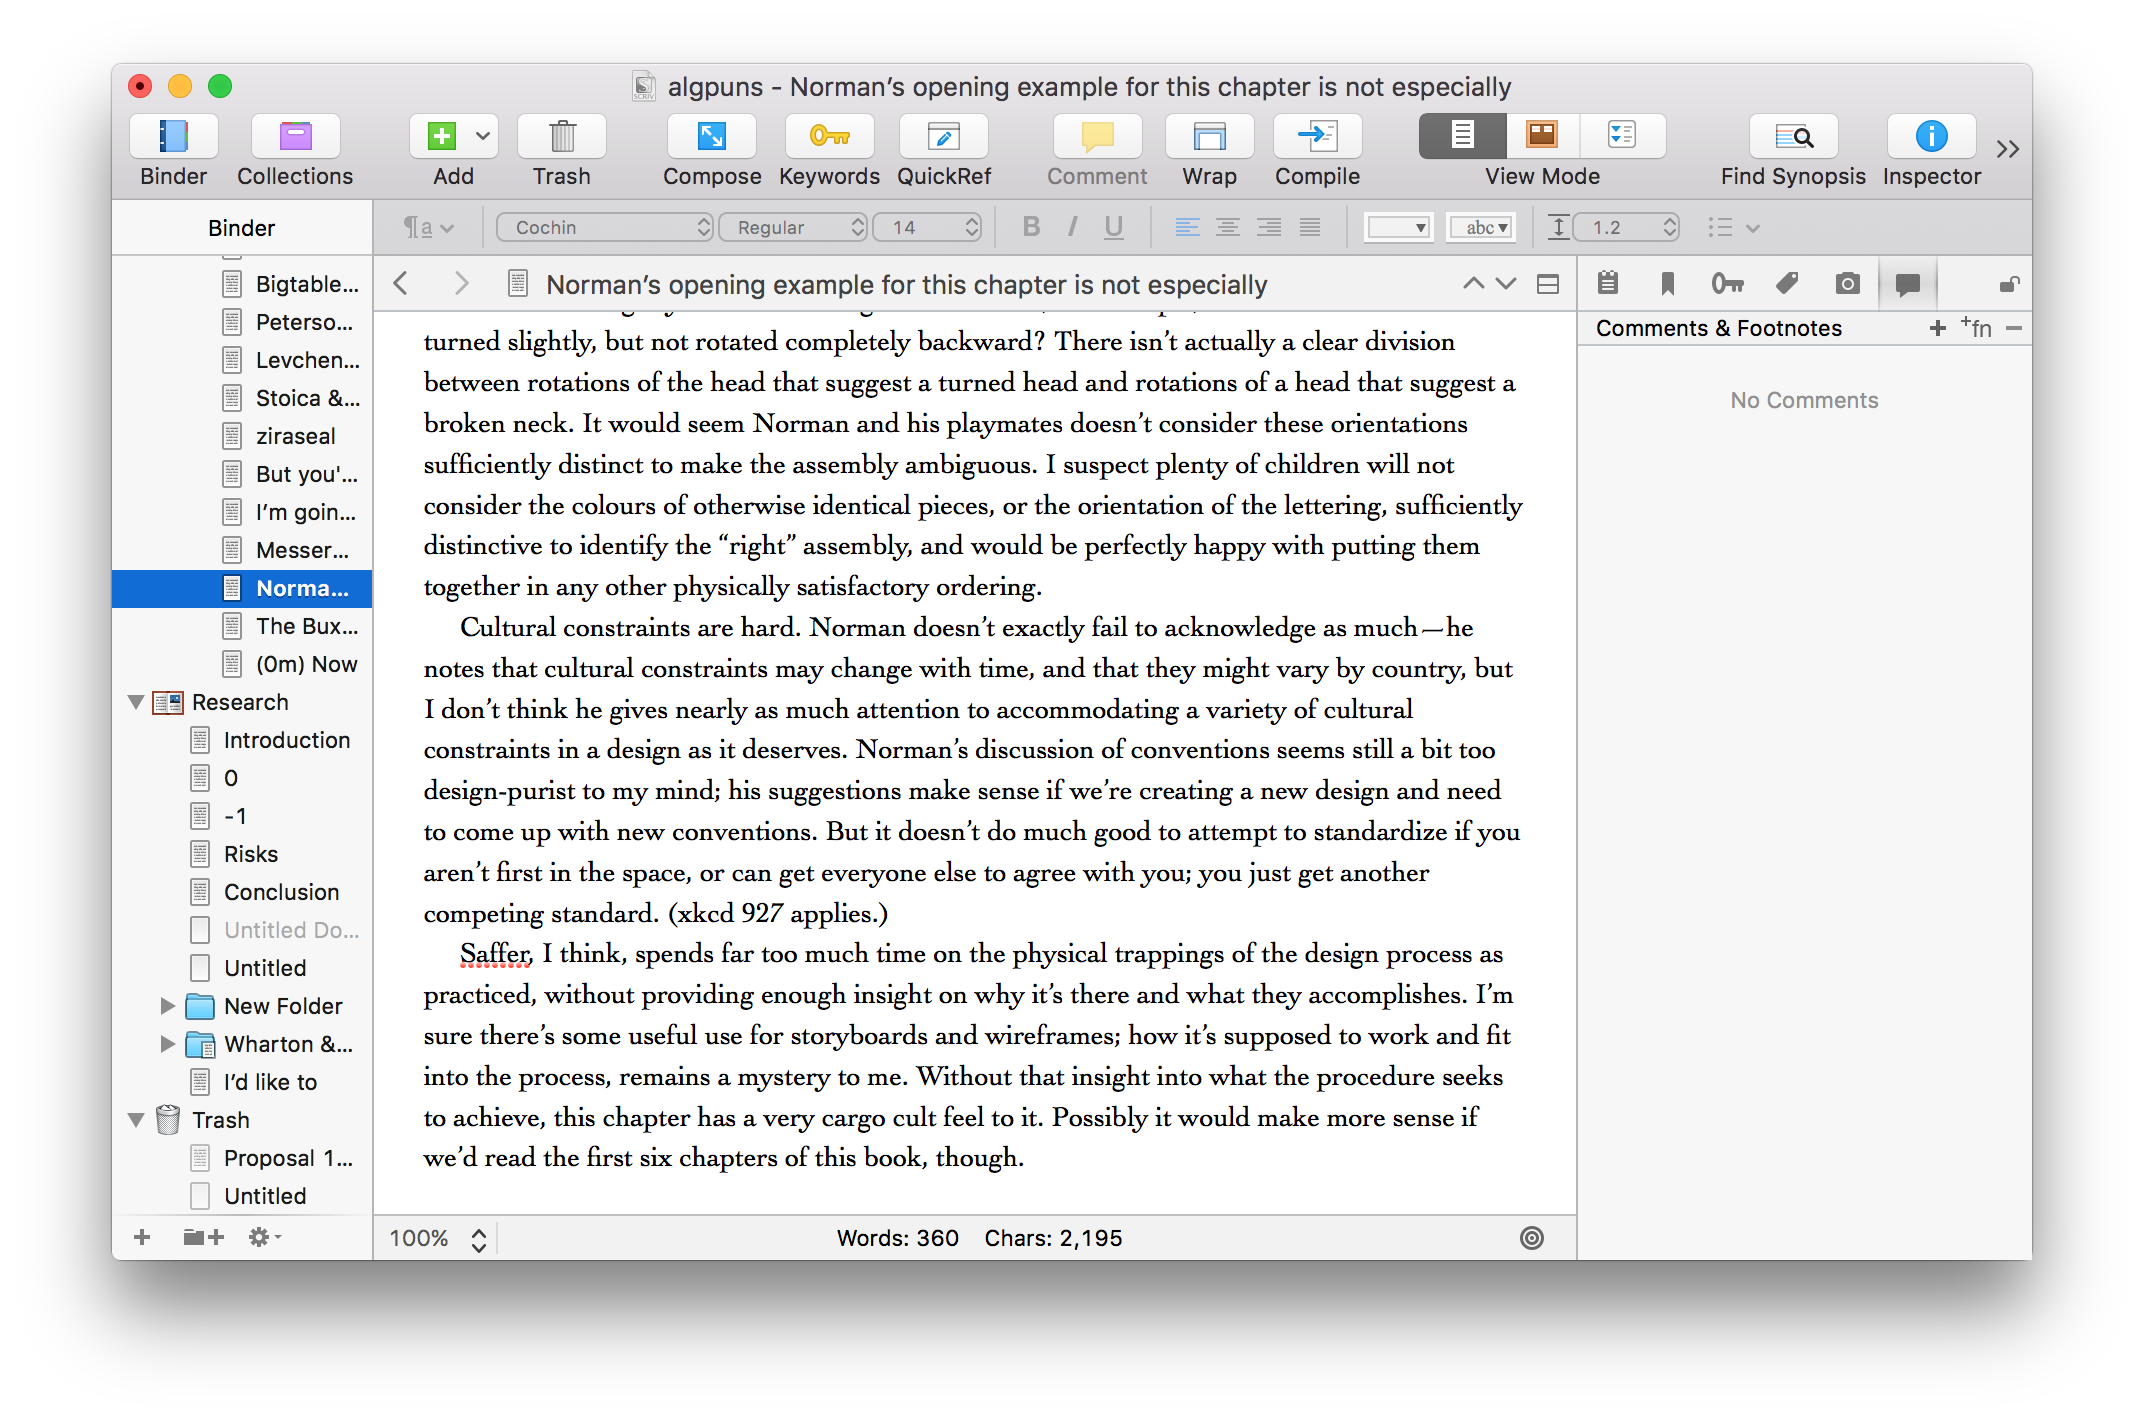 algpuns - Norman’s opening example for this chapter is not especially
Binder
Collections
Add
Trash
Compose
Keywords
QuickRef
Comment
Wrap
Compile
View Mode
Find Synopsis
Inspector
Binder
Cochin
Regular
14
B I U
abc
1.2
Bigtable...
Peterso...
Levchen...
Stoica &...
ziraseal
But you'...
I’m goin...
Messer...
Norma...
The Bux...
(0m) Now
Research
Introduction
0
-1
Risks
Conclusion
Untitled Do...
Untitled
New Folder
Wharton &...
I’d like to
Trash
Proposal 1...
Untitled
Norman’s opening example for this chapter is not especially
turned slightly, but not rotated completely backward? There isn’t actually a clear division
between rotations of the head that suggest a turned head and rotations of a head that suggest a
broken neck. It would seem Norman and his playmates doesn’t consider these orientations
sufficiently distinct to make the assembly ambiguous. I suspect plenty of children will not
consider the colours of otherwise identical pieces, or the orientation of the lettering, sufficiently
distinctive to identify the “right” assembly, and would be perfectly happy with putting them
together in any other physically satisfactory ordering.
Cultural constraints are hard. Norman doesn’t exactly fail to acknowledge as much—he
notes that cultural constraints may change with time, and that they might vary by country, but
I don’t think he gives nearly as much attention to accommodating a variety of cultural
constraints in a design as it deserves. Norman’s discussion of conventions seems still a bit too
design-purist to my mind; his suggestions make sense if we’re creating a new design and need
to come up with new conventions. But it doesn’t do much good to attempt to standardize if you
aren’t first in the space, or can get everyone else to agree with you; you just get another
competing standard. (xkcd 927 applies.)
Saffer, I think, spends far too much time on the physical trappings of the design process as
practiced, without providing enough insight on why it’s there and what they accomplishes. I’m
sure there’s some useful use for storyboards and wireframes; how it’s supposed to work and fit
into the process, remains a mystery to me. Without that insight into what the procedure seeks
to achieve, this chapter has a very cargo cult feel to it. Possibly it would make more sense if
we’d read the first six chapters of this book, though.
100%
Words: 360 Chars: 2,195
Comments & Footnotes
+fn
No Comments